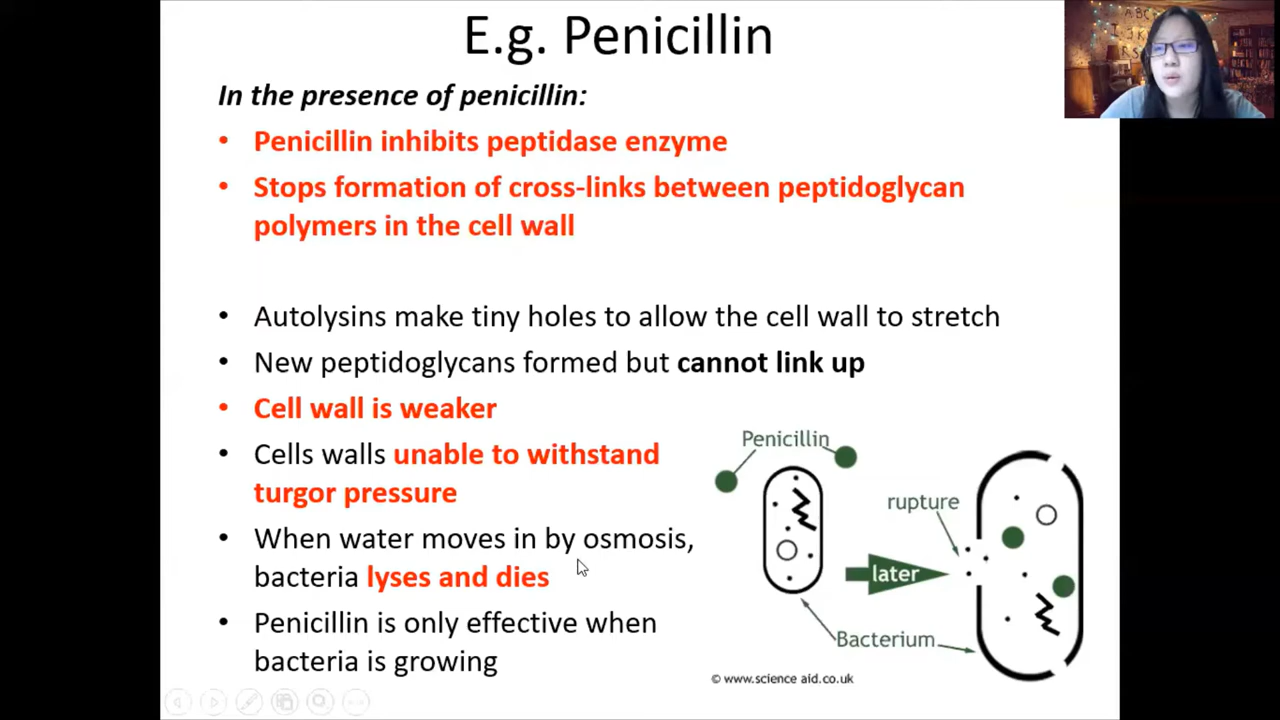 E.g. Penicillin
In the presence of penicillin:
• Penicillin inhibits peptidase enzyme
• Stops formation of cross-links between peptidoglycan
polymers in the cell wall
• Autolysins make tiny holes to allow the cell wall to stretch
• New peptidoglycans formed but cannot link up
• Cell wall is weaker
• Cells walls unable to withstand
turgor pressure
• When water moves in by osmosis,
bacteria lyses and dies
• Penicillin is only effective when
bacteria is growing
Penicillin
rupture
later
Bacterium
© www.science aid.co.uk